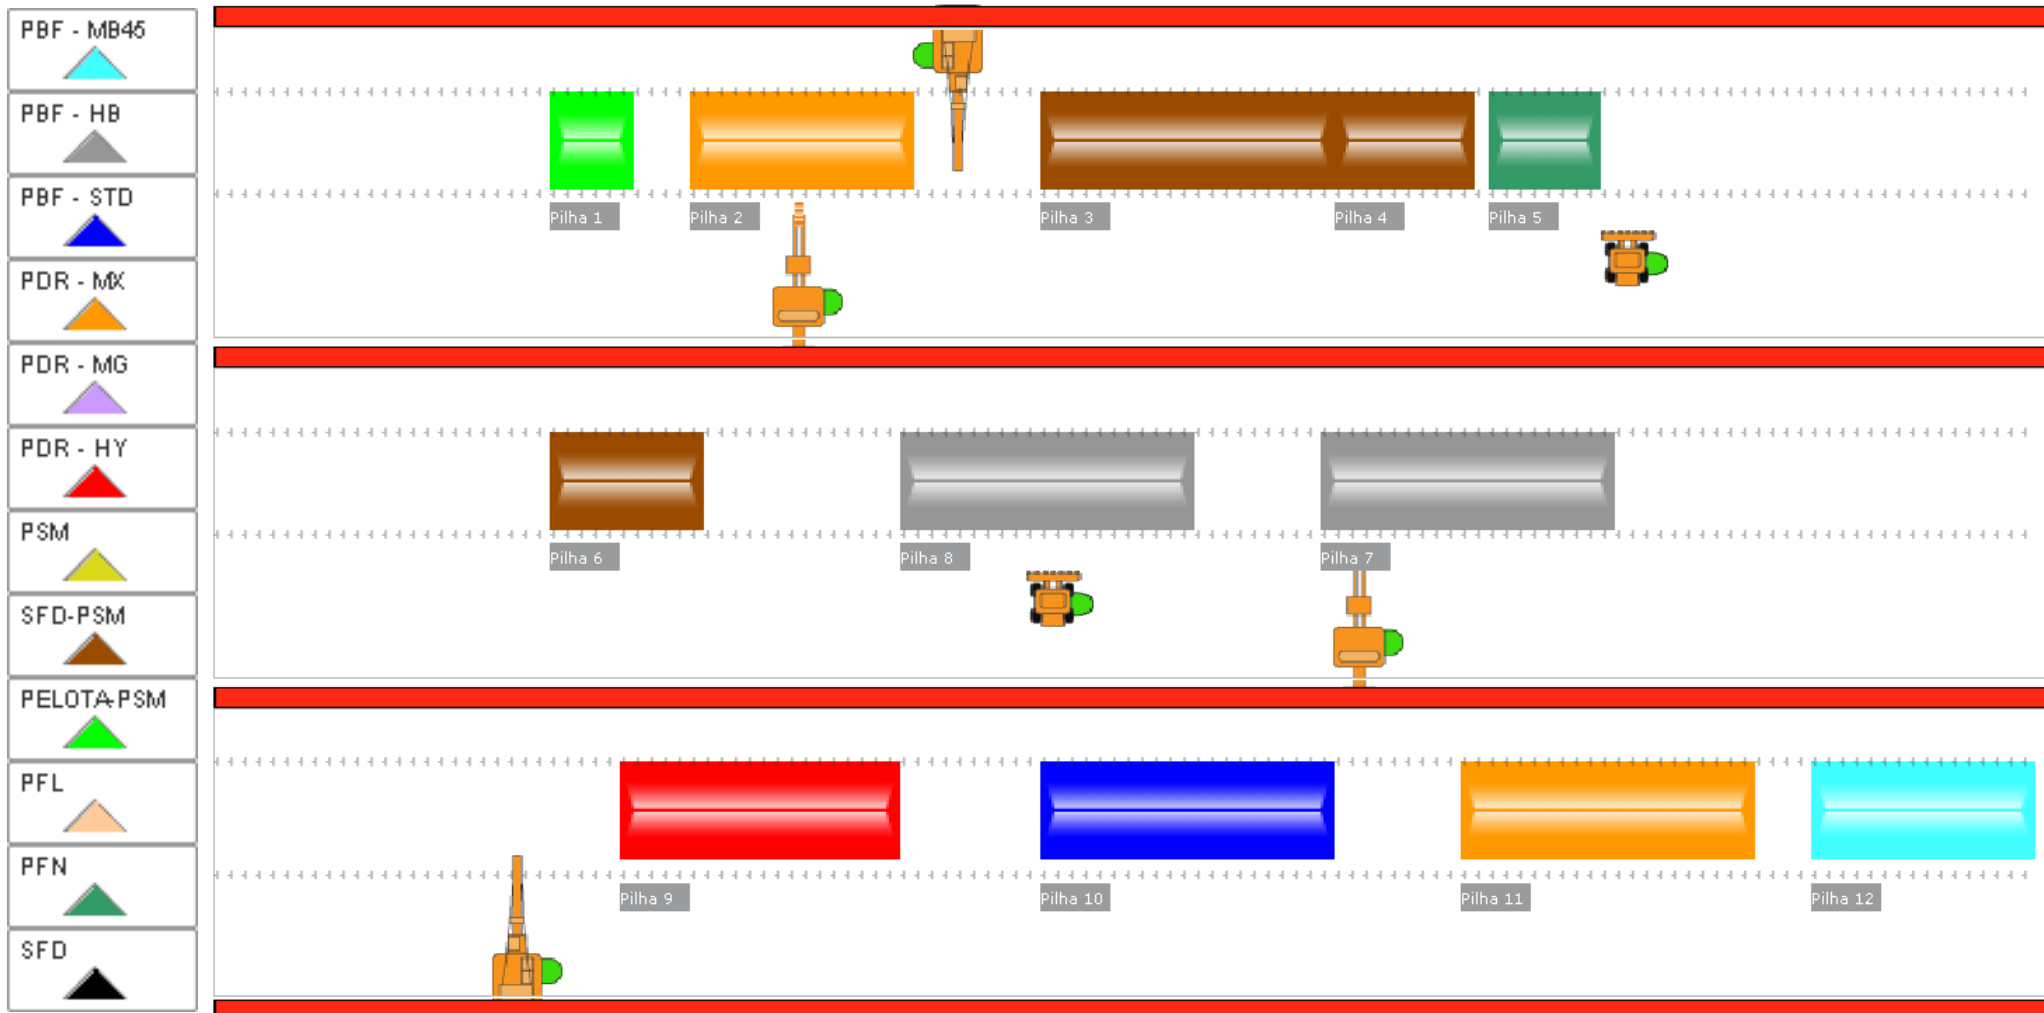 PBF - MB45
PBF - HB
PBF - STD
PDR - MX
PDR - MG
PDR - HY
PSM
SFD-PSM
PELOTA-PSM
PFL
PFN
SFD
Pilha 1
Pilha 2
Pilha 3
Pilha 4
Pilha 5
Pilha 6
Pilha 8
Pilha 7
Pilha 9
Pilha 10
Pilha 11
Pilha 12